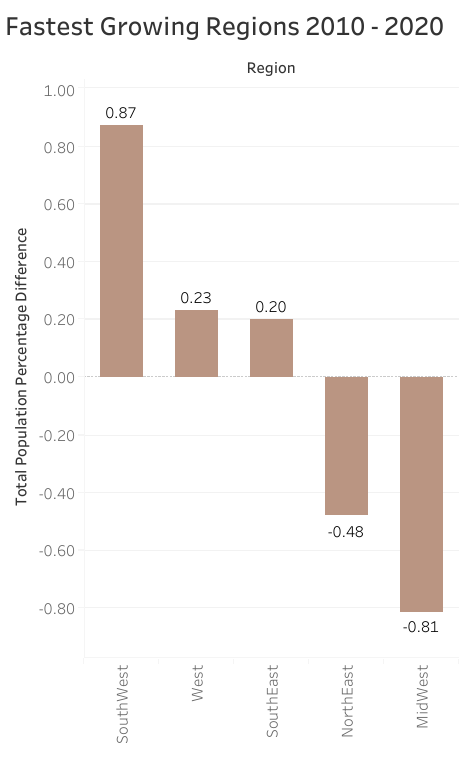 Fastest Growing Regions 2010 - 2020
Region
Total Population Percentage Difference
1.00
0.80
0.60
0.40
0.20
0.00
-0.20
-0.40
-0.60
-0.80
0.87
0.23
0.20
-0.48
-0.81
SouthWest
West
SouthEast
NorthEast
MidWest